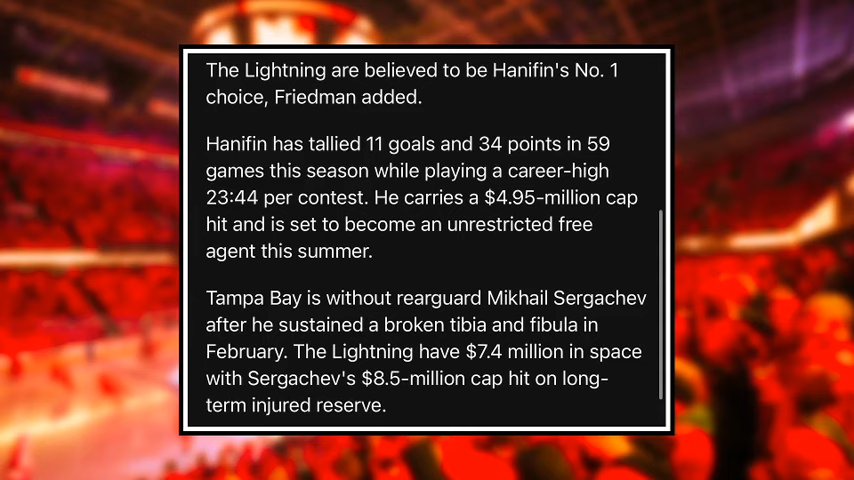 The Lightning are believed to be Hanifin's No. 1
choice, Friedman added.
Hanifin has tallied 11 goals and 34 points in 59
games this season while playing a career-high
23:44 per contest. He carries a $4.95-million cap
hit and is set to become an unrestricted free
agent this summer.
Tampa Bay is without rearguard Mikhail Sergachev
after he sustained a broken tibia and fibula in
February. The Lightning have $7.4 million in space
with Sergachev's $8.5-million cap hit on long-
term injured reserve.